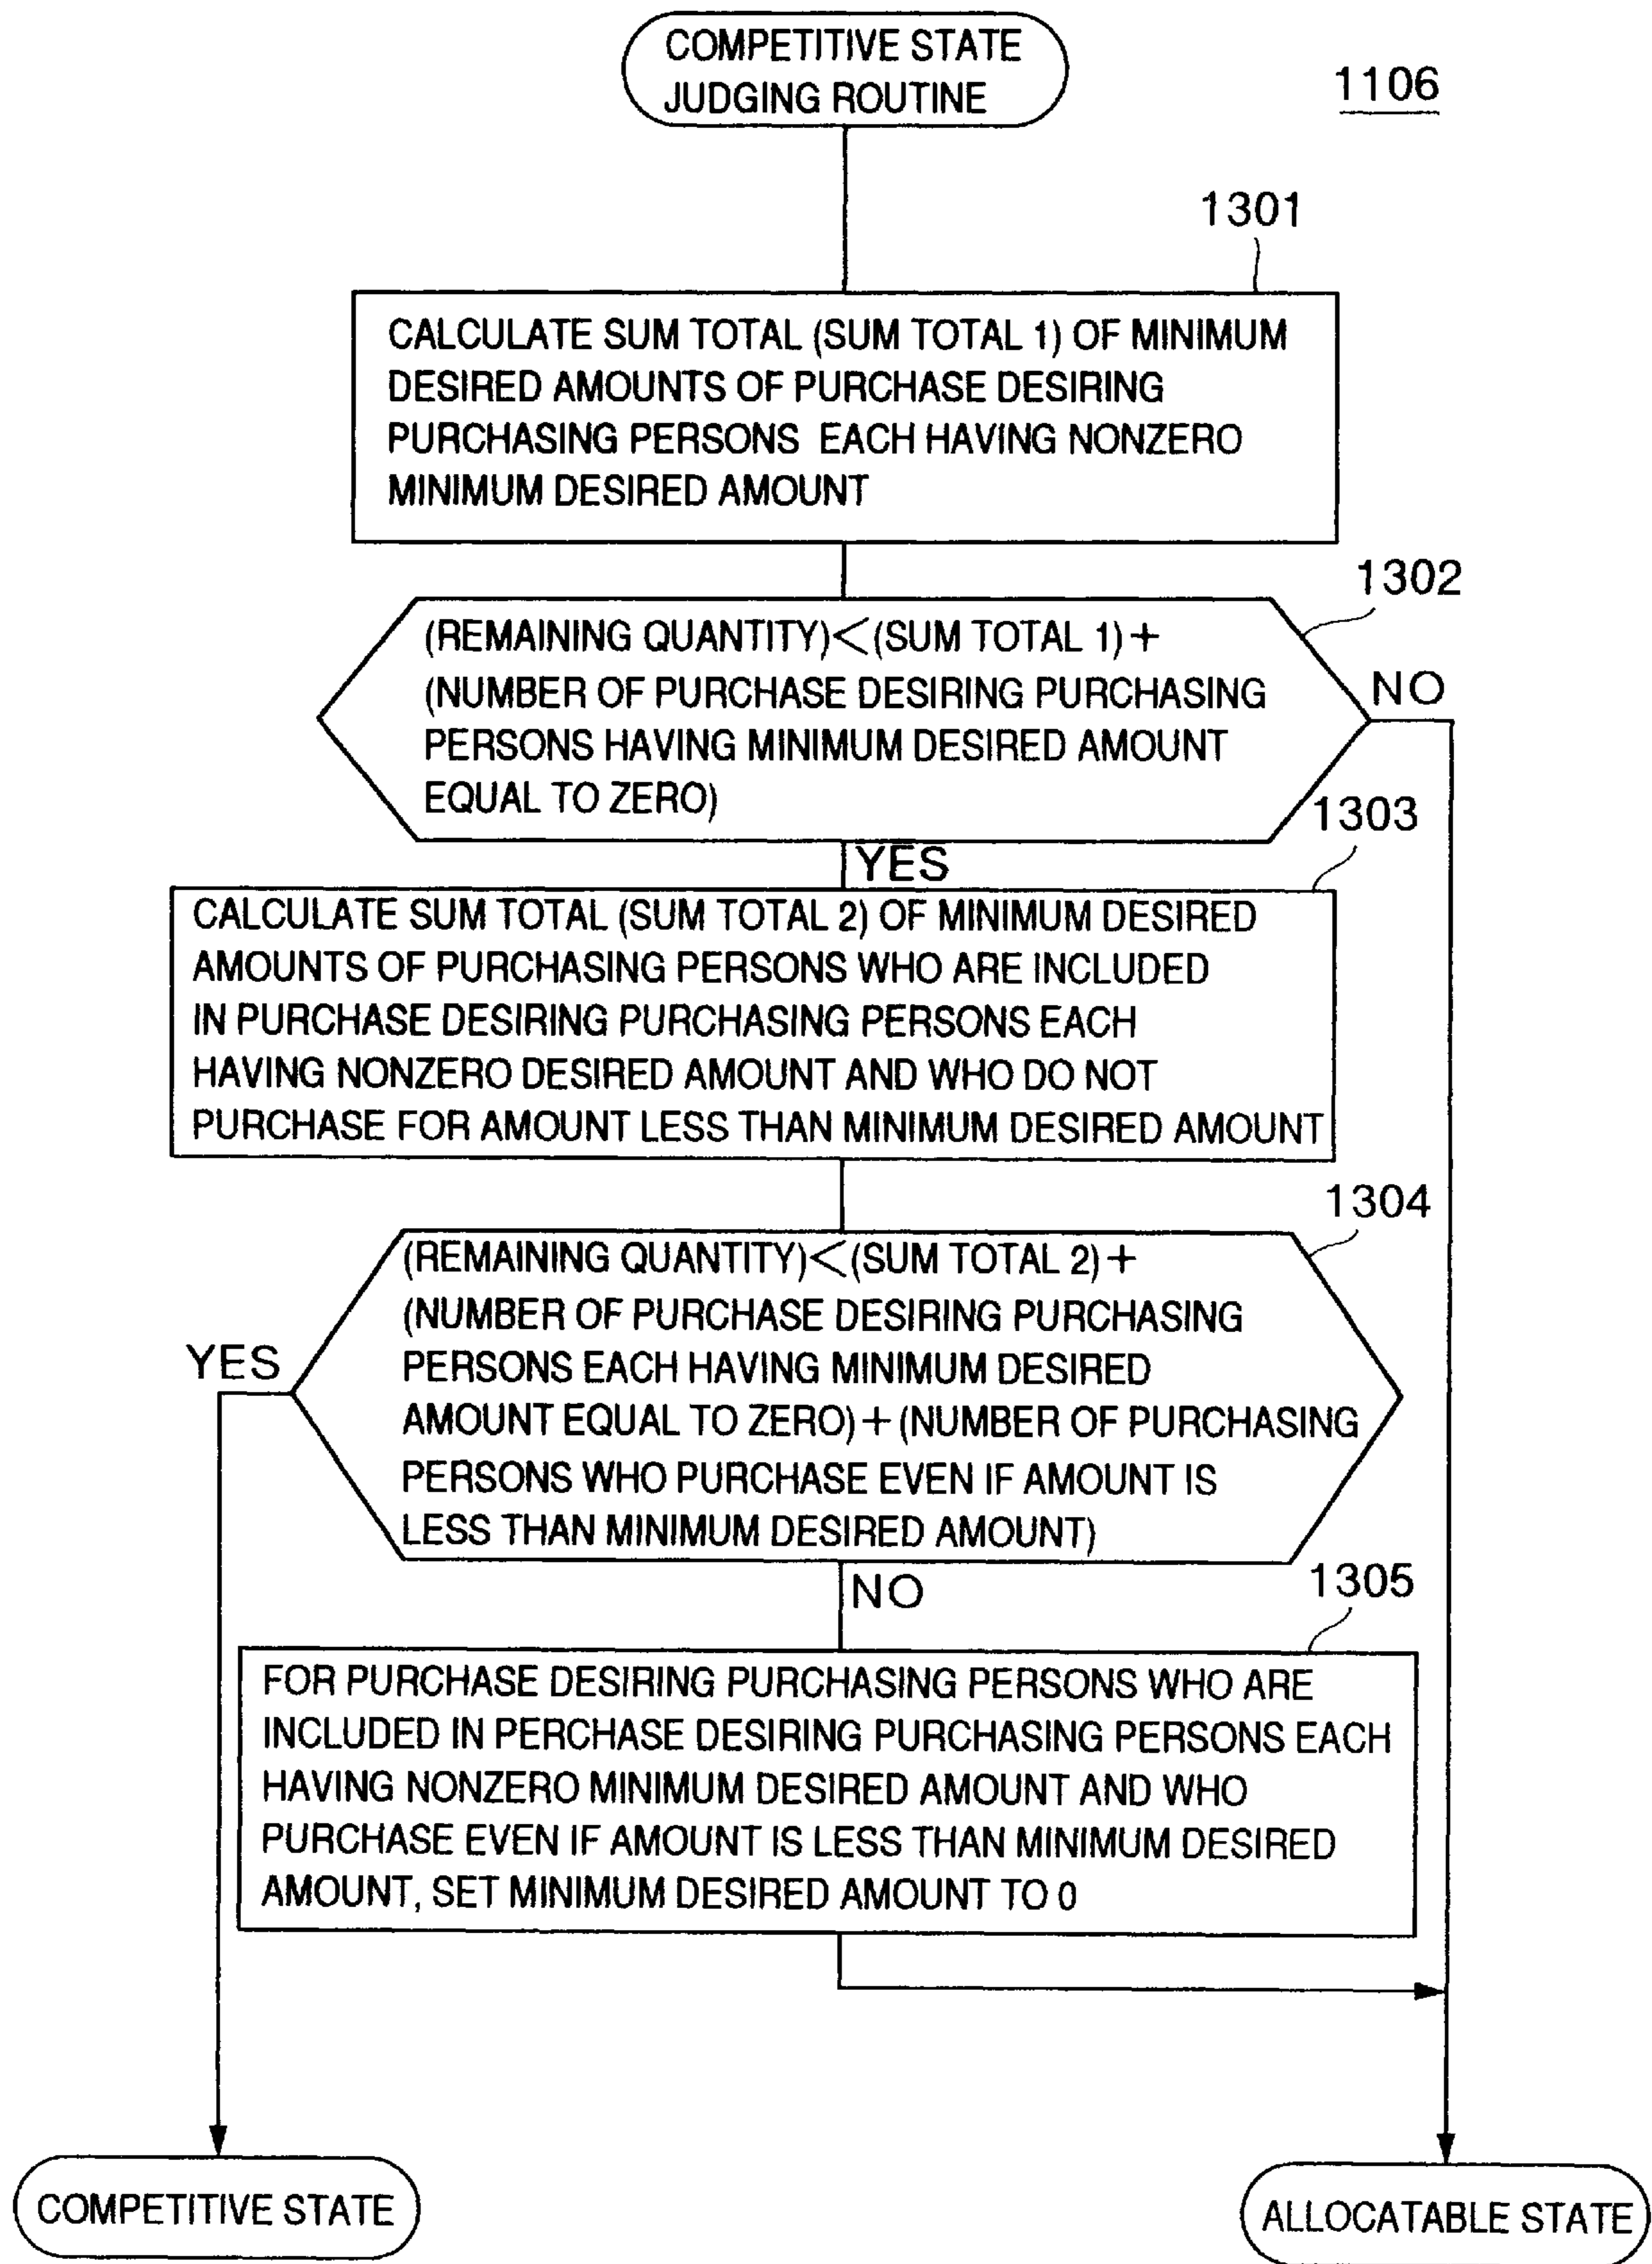 COMPETITIVE STATE
JUDGING ROUTINE
1106
1301
CALCULATE SUM TOTAL (SUM TOTAL 1) OF MINIMUM
DESIRED AMOUNTS OF PURCHASE DESIRING
PURCHASING PERSONS EACH HAVING NONZERO
MINIMUM DESIRED AMOUNT
1302
(REMAINING QUANTITY)<(SUM TOTAL 1)+
(NUMBER OF PURCHASE DESIRING PURCHASING
PERSONS HAVING MINIMUM DESIRED AMOUNT
EQUAL TO ZERO)
NO
YES
1303
CALCULATE SUM TOTAL (SUM TOTAL 2) OF MINIMUM DESIRED
AMOUNTS OF PURCHASING PERSONS WHO ARE INCLUDED
IN PURCHASE DESIRING PURCHASING PERSONS EACH
HAVING NONZERO DESIRED AMOUNT AND WHO DO NOT
PURCHASE FOR AMOUNT LESS THAN MINIMUM DESIRED AMOUNT
1304
(REMAINING QUANTITY)<(SUM TOTAL 2)+
(NUMBER OF PURCHASE DESIRING PURCHASING
PERSONS EACH HAVING MINIMUM DESIRED
AMOUNT EQUAL TO ZERO)+(NUMBER OF PURCHASING
PERSONS WHO PURCHASE EVEN IF AMOUNT IS
LESS THAN MINIMUM DESIRED AMOUNT)
YES
NO
1305
FOR PURCHASE DESIRING PURCHASING PERSONS WHO ARE
INCLUDED IN PERCHASE DESIRING PURCHASING PERSONS EACH
HAVING NONZERO MINIMUM DESIRED AMOUNT AND WHO
PURCHASE EVEN IF AMOUNT IS LESS THAN MINIMUM DESIRED
AMOUNT, SET MINIMUM DESIRED AMOUNT TO 0
COMPETITIVE STATE
ALLOCATABLE STATE